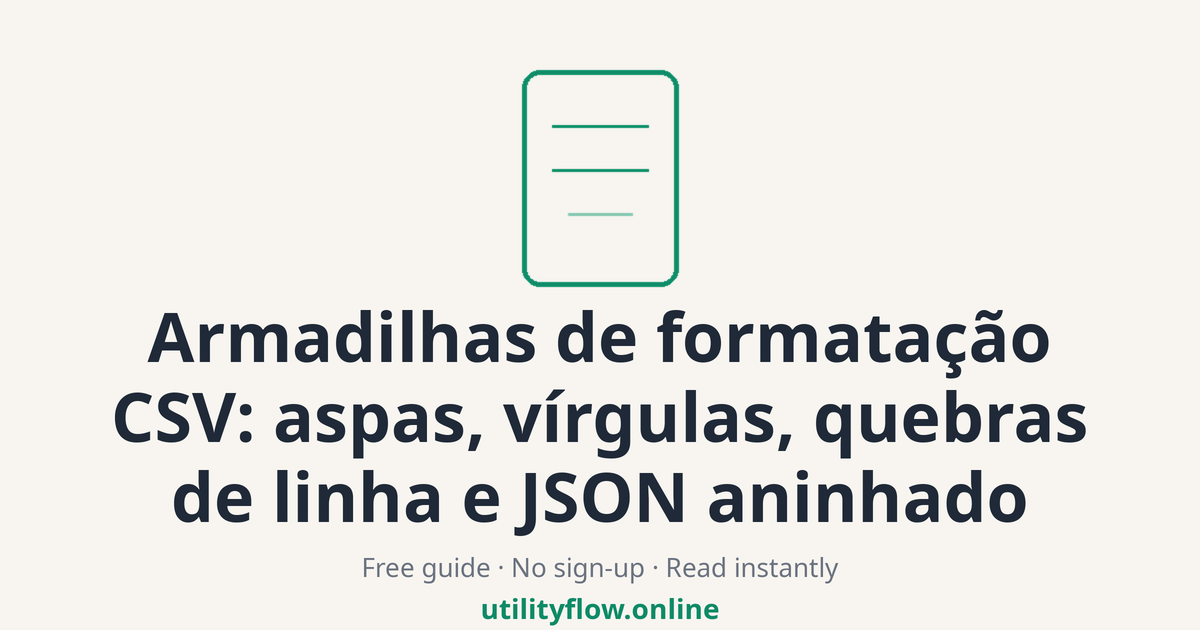 Armadilhas de formatação
CSV: aspas, vírgulas, quebras
de linha e JSON aninhado
Free guide · No sign-up · Read instantly
utilityflow.online